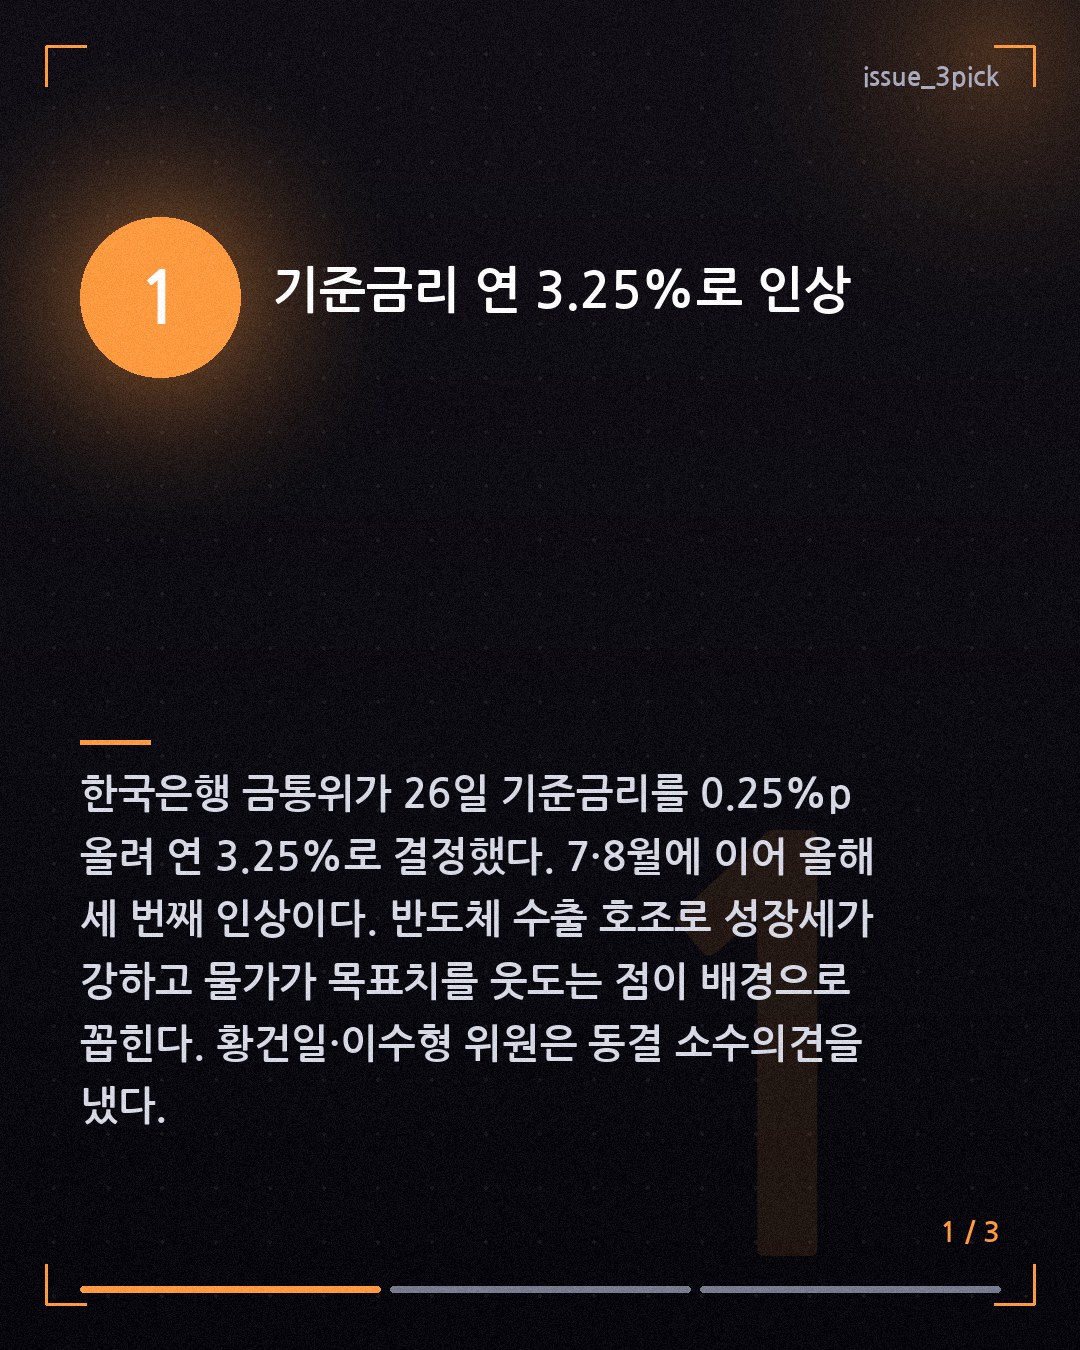 issue_3pick
1
기준금리 연 3.25%로 인상
한국은행 금통위가 26일 기준금리를 0.25%p
올려 연 3.25%로 결정했다. 7·8월에 이어 올해
세 번째 인상이다. 반도체 수출 호조로 성장세가
강하고 물가가 목표치를 웃도는 점이 배경으로
꼽힌다. 황건일·이수형 위원은 동결 소수의견을
냈다.
1
1 / 3